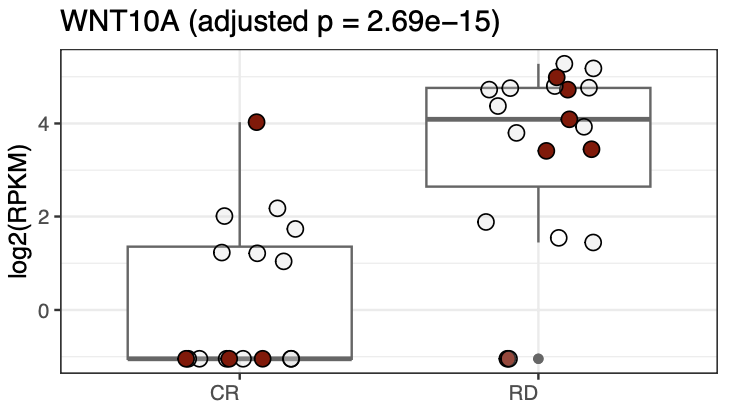 WNT10A (adjusted p = 2.69e−15)
log2(RPKM)
4
2
0
CR
RD